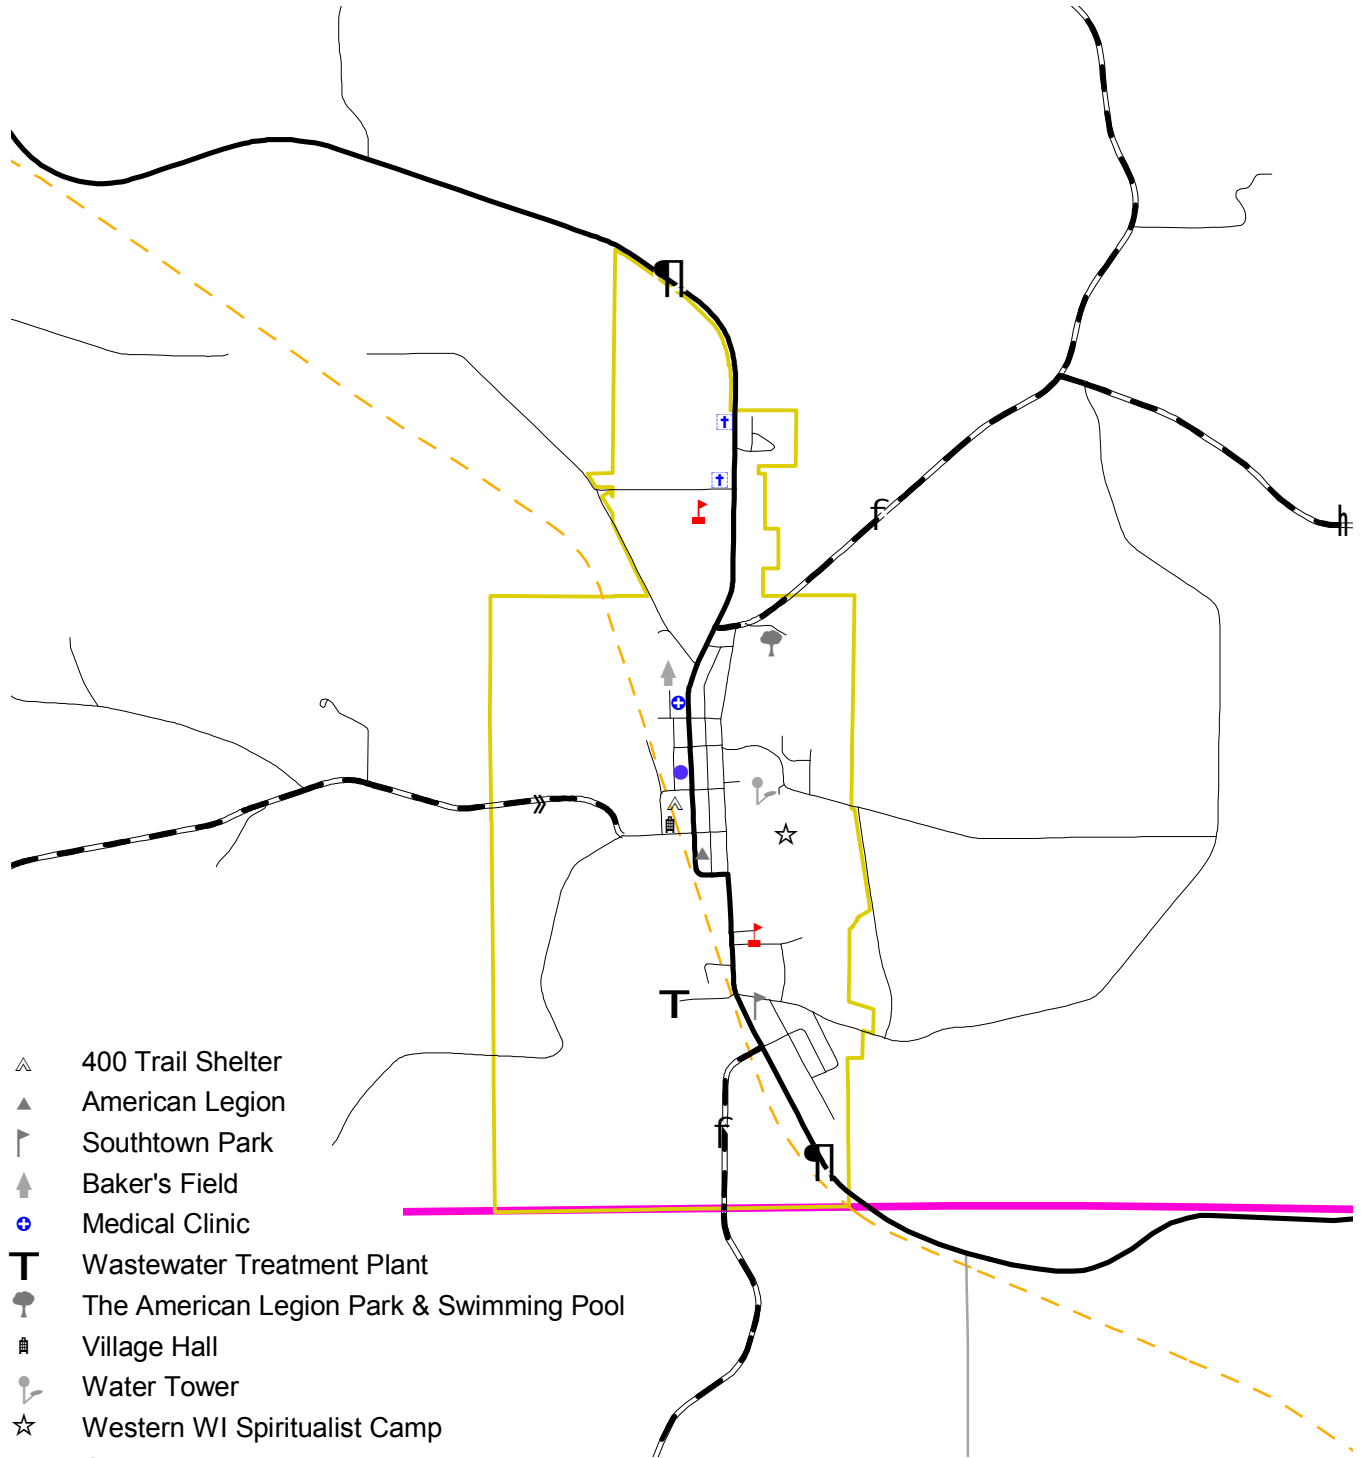 400 Trail Shelter
American Legion
Southtown Park
Baker's Field
Medical Clinic
Wastewater Treatment Plant
The American Legion Park & Swimming Pool
Village Hall
Water Tower
Western WI Spiritualist Camp